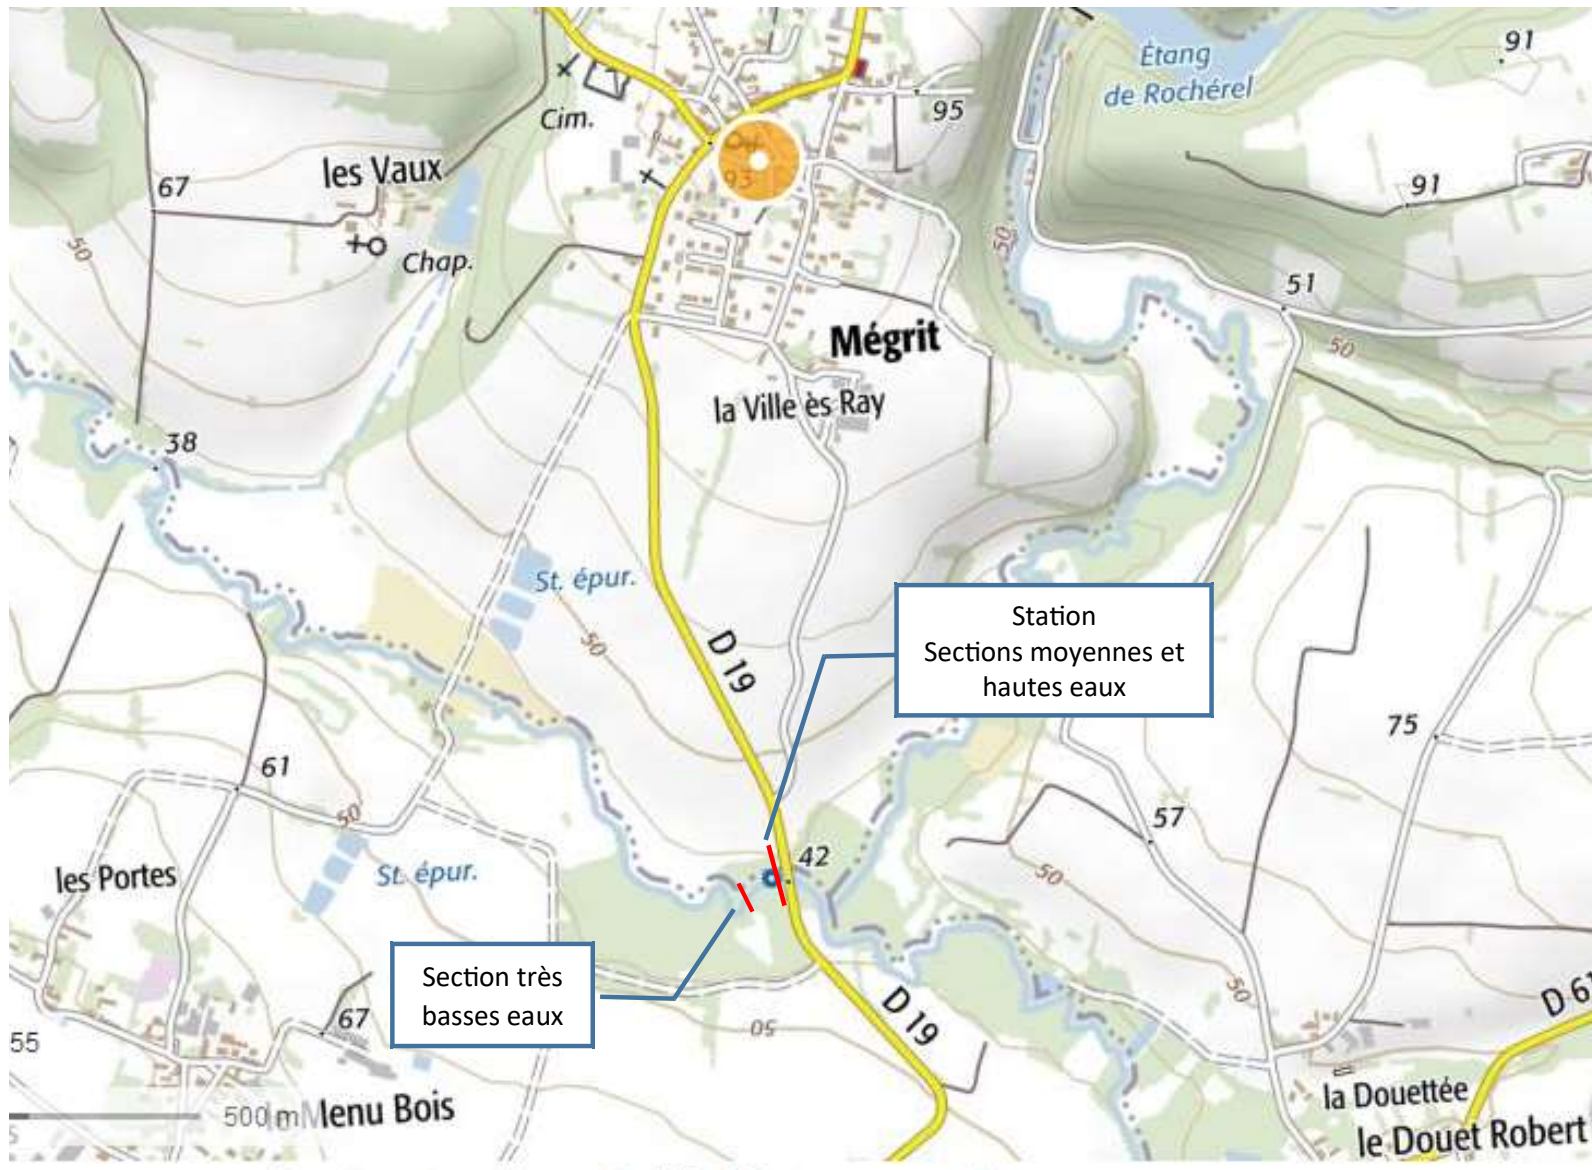 Étang
de Rochérel
91
Cim.
95
les Vaux
67
93
91
50
50
Chap.
51
Mégrit
50
la Ville ès Ray
38
St. épur.
50
Station
Sections moyennes et
hautes eaux
D 19
75
61
50
57
42
les Portes
St. épur.
50
Section très
basses eaux
50
D 19
D 61
67
50
55
la Douettée
500 m
Menu Bois
le Douet Robert